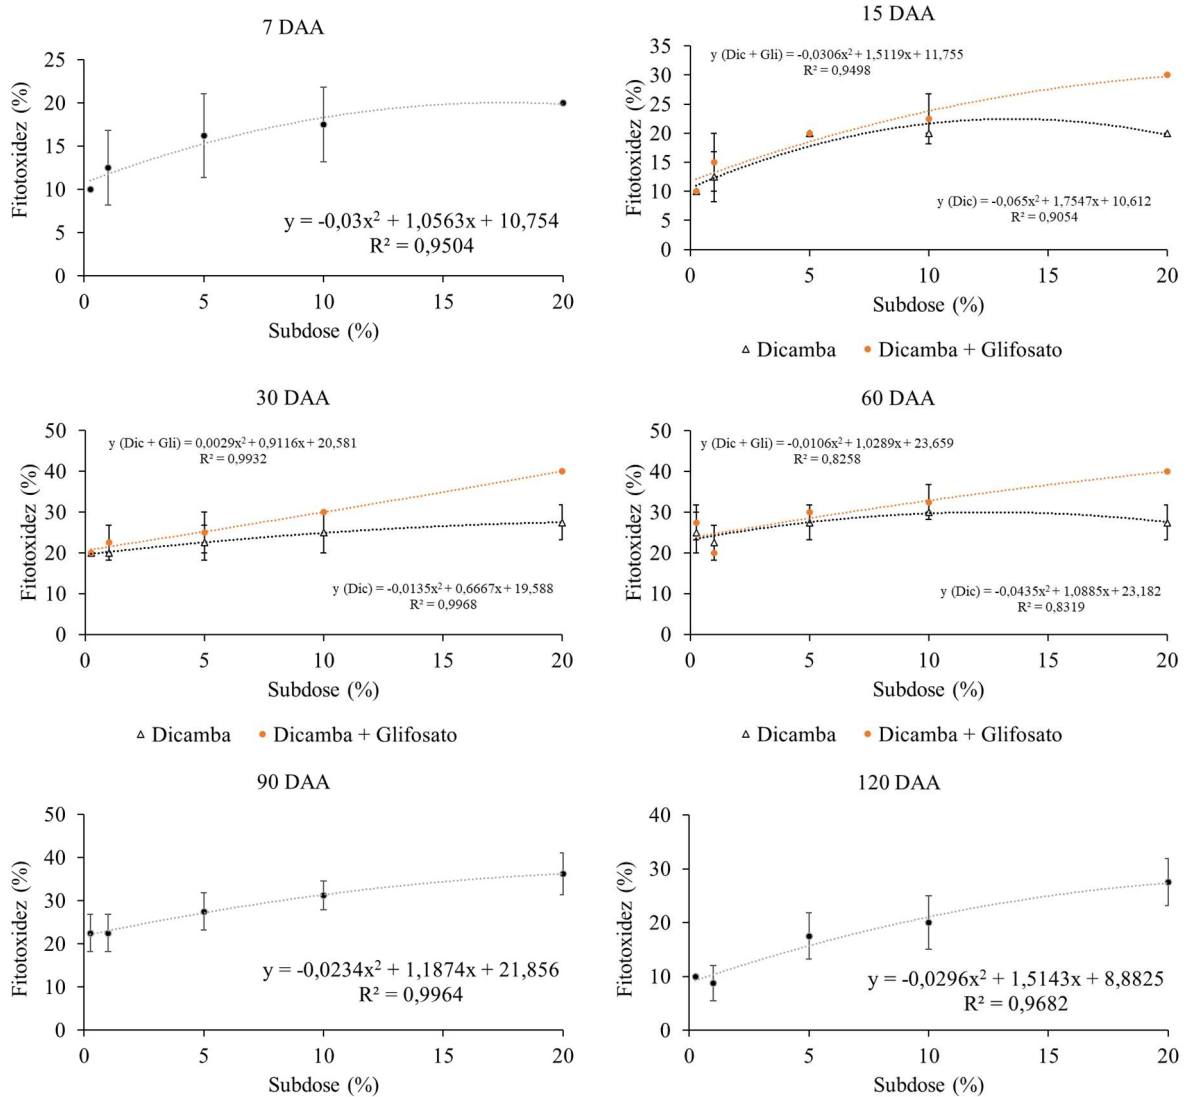 7 DAA
Fitotoxidez (%)
25
20
15
10
5
0
y = -0,03x² + 1,0563x + 10,754
R² = 0,9504
0 5 10 15 20
Subdose (%)
15 DAA
Fitotoxidez (%)
35
30
25
20
15
10
5
0
y (Dic + Gli) = -0,0306x² + 1,5119x + 11,755
R² = 0,9498
y (Dic) = -0,065x² + 1,7547x + 10,612
R² = 0,9054
0 5 10 15 20
Subdose (%)
Dicamba Dicamba + Glifosato
30 DAA
Fitotoxidez (%)
50
40
30
20
10
0
y (Dic + Gli) = 0,0029x² + 0,9116x + 20,581
R² = 0,9932
y (Dic) = -0,0135x² + 0,6667x + 19,588
R² = 0,9968
0 5 10 15 20
Subdose (%)
Dicamba Dicamba + Glifosato
60 DAA
Fitotoxidez (%)
50
40
30
20
10
0
y (Dic + Gli) = -0,0106x² + 1,0289x + 23,659
R² = 0,8258
y (Dic) = -0,0435x² + 1,0885x + 23,182
R² = 0,8319
0 5 10 15 20
Subdose (%)
Dicamba Dicamba + Glifosato
90 DAA
Fitotoxidez (%)
50
40
30
20
10
0
y = -0,0234x² + 1,1874x + 21,856
R² = 0,9964
0 5 10 15 20
Subdose (%)
120 DAA
Fitotoxidez (%)
40
30
20
10
0
y = -0,0296x² + 1,5143x + 8,8825
R² = 0,9682
0 5 10 15 20
Subdose (%)